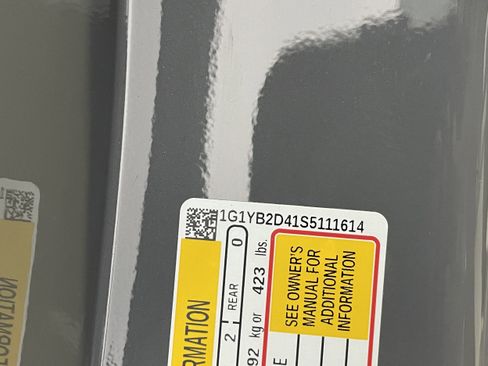 1G1YB2D41S5111614
RMATION
2 REAR 0
92 kg or 423 lbs.
SEE OWNER'S
MANUAL FOR
ADDITIONAL
INFORMATION
E